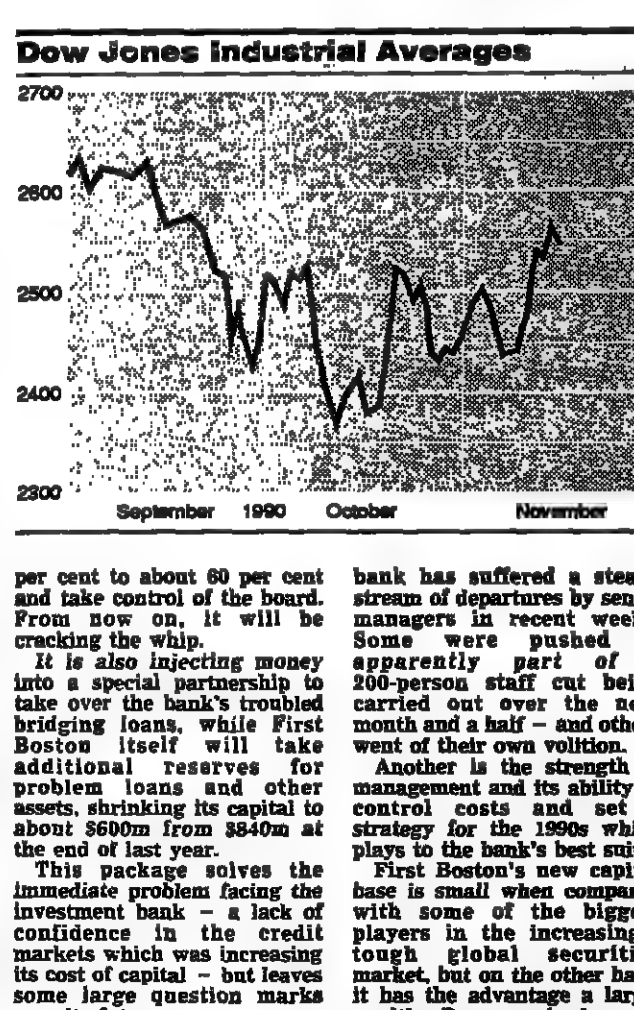 Dow Jones Industrial Averages
2700
2600
2500
2400
2300
September 1990 October November
per cent to about 60 per cent
and take control of the board.
From now on, it will be
cracking the whip.
It is also injecting money
into a special partnership to
take over the bank's troubled
bridging loans, while First
Boston itself will take
additional reserves for
problem loans and other
assets, shrinking its capital to
about $600m from $840m at
the end of last year.
This package solves the
immediate problem facing the
investment bank – a lack of
confidence in the credit
markets which was increasing
its cost of capital – but leaves
some large question marks
bank has suffered a stea
stream of departures by sen
managers in recent wee
Some were pushed
apparently part of
200-person staff cut bei
carried out over the ne
month and a half – and othe
went of their own volition.
Another is the strength
management and its ability
control costs and set
strategy for the 1990s whi
plays to the bank's best sui
First Boston's new capi
base is small when compa
with some of the bigge
players in the increasing
tough global securiti
market, but on the other ha
it has the advantage a lar